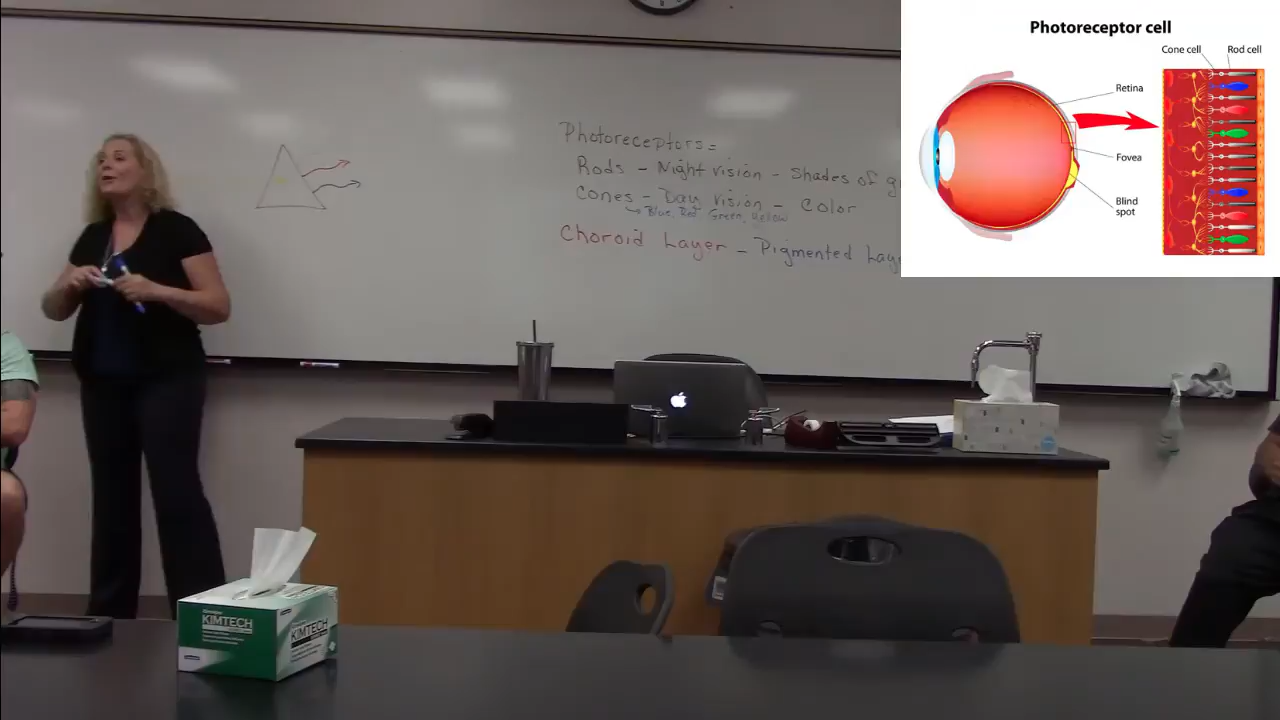 Photoreceptor cell
Cone cell
Rod cell
Retina
Fovea
Blind
spot
Photoreceptors =
Rods - Night vision - Shades of
Cones - Day vision - Color
Blue, Red, Green, Yellow
Choroid Layer - Pigmented
KIMTECH
KIMTECH